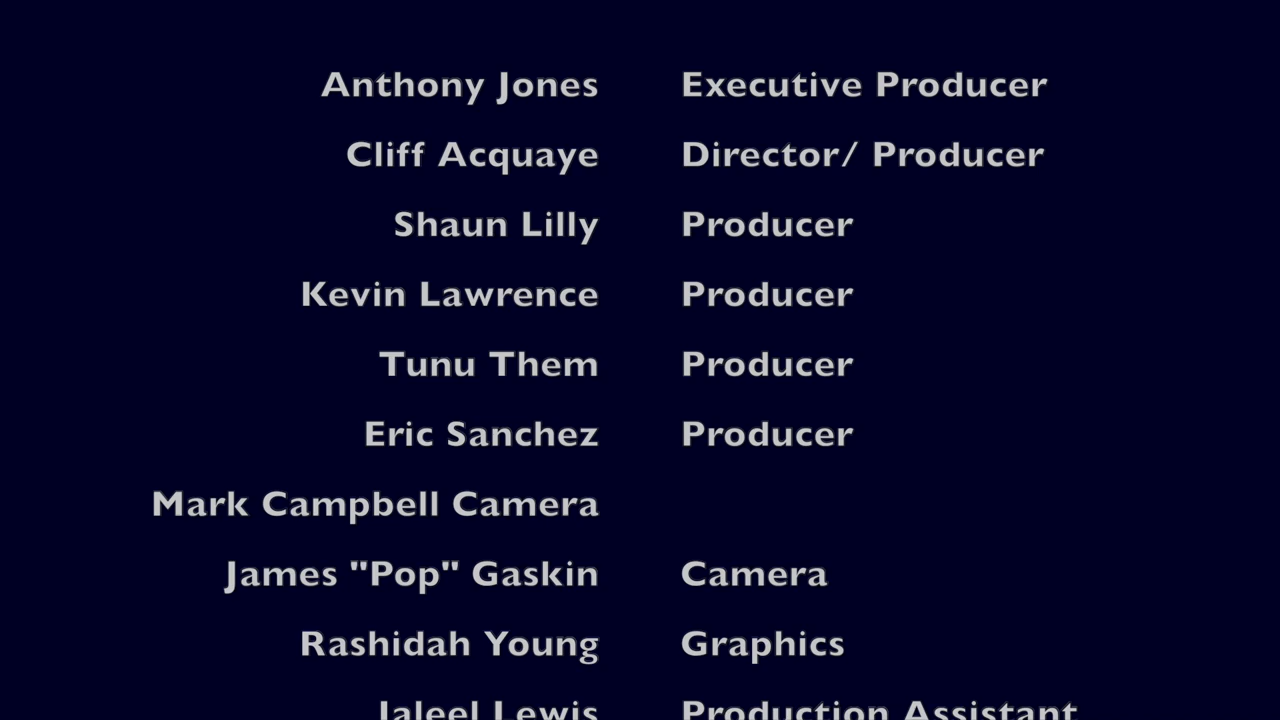 Anthony Jones Executive Producer
Cliff Acquaye Director/ Producer
Shaun Lilly Producer
Kevin Lawrence Producer
Tunu Them Producer
Eric Sanchez Producer
Mark Campbell Camera
James "Pop" Gaskin Camera
Rashidah Young Graphics
Jaleel Lewis Production Assistant